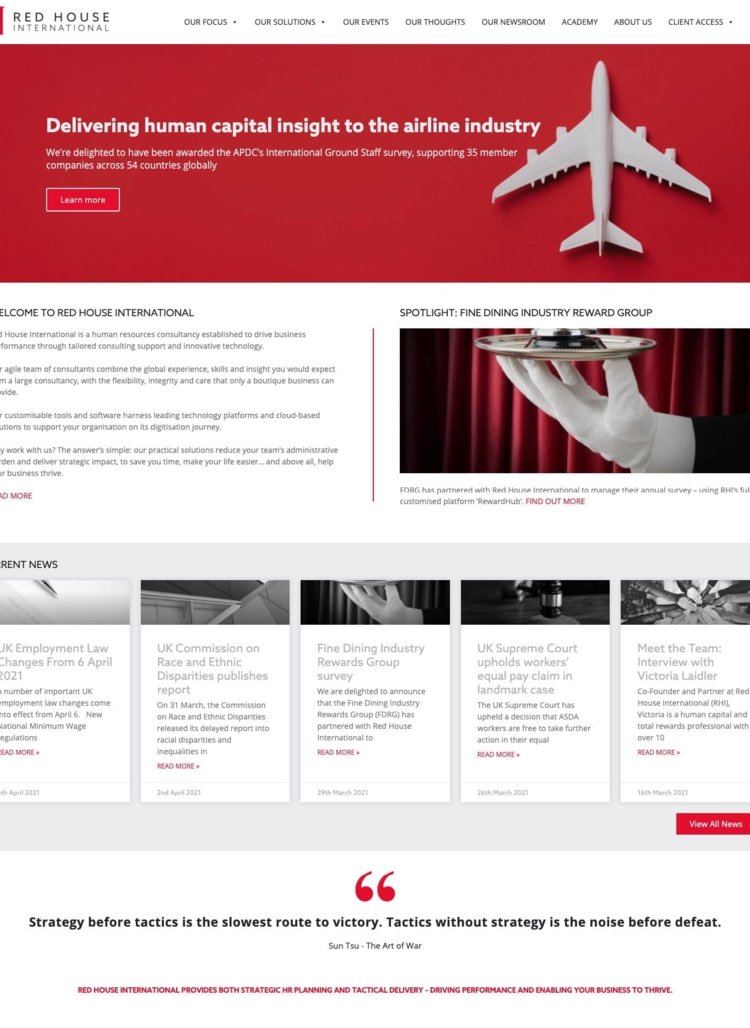 RED HOUSE
INTERNATIONAL
OUR FOCUS
OUR SOLUTIONS
OUR EVENTS
OUR THOUGHTS
OUR NEWSROOM
ACADEMY
ABOUT US
CLIENT ACCESS
Delivering human capital insight to the airline industry
We're delighted to have been awarded the APDC's International Ground Staff survey, supporting 35 member
companies across 54 countries globally
Learn more
ELCOME TO RED HOUSE INTERNATIONAL
d House International is a human resources consultancy established to drive business
rformance through tailored consulting support and innovative technology.
r agile team of consultants combine the global experience, skills and insight you would expect
m a large consultancy, with the flexibility, integrity and care that only a boutique business can
vide.
r customisable tools and software harness leading technology platforms and cloud-based
utions to support your organisation on its digitisation journey.
y work with us? The answer's simple: our practical solutions reduce your team's administrative
rden and deliver strategic impact, to save you time, make your life easier… and above all, help
ur business thrive.
AD MORE
SPOTLIGHT: FINE DINING INDUSTRY REWARD GROUP
FDRG has partnered with Red House International to manage their annual survey – using RHI's full
customised platform 'RewardHub'. FIND OUT MORE
RRENT NEWS
UK Employment Law
Changes From 6 April
2021
A number of important UK
employment law changes come
into effect from April 6. New
National Minimum Wage
regulations
READ MORE »
th April 2021
UK Commission on
Race and Ethnic
Disparities publishes
report
On 31 March, the Commission
on Race and Ethnic Disparities
released its delayed report into
racial disparities and
inequalities in
READ MORE »
2nd April 2021
Fine Dining Industry
Rewards Group
survey
We are delighted to announce
that the Fine Dining Industry
Rewards Group (FDRG) has
partnered with Red House
International to
READ MORE »
29th March 2021
UK Supreme Court
upholds workers'
equal pay claim in
landmark case
The UK Supreme Court has
upheld a decision that ASDA
workers are free to take further
action in their equal
READ MORE »
26th March 2021
Meet the Team:
Interview with
Victoria Laidler
Co-Founder and Partner at Red
House International (RHI),
Victoria is a human capital and
total rewards professional with
over 10
READ MORE »
16th March 2021
View All News
Strategy before tactics is the slowest route to victory. Tactics without strategy is the noise before defeat.
Sun Tsu - The Art of War
RED HOUSE INTERNATIONAL PROVIDES BOTH STRATEGIC HR PLANNING AND TACTICAL DELIVERY – DRIVING PERFORMANCE AND ENABLING YOUR BUSINESS TO THRIVE.